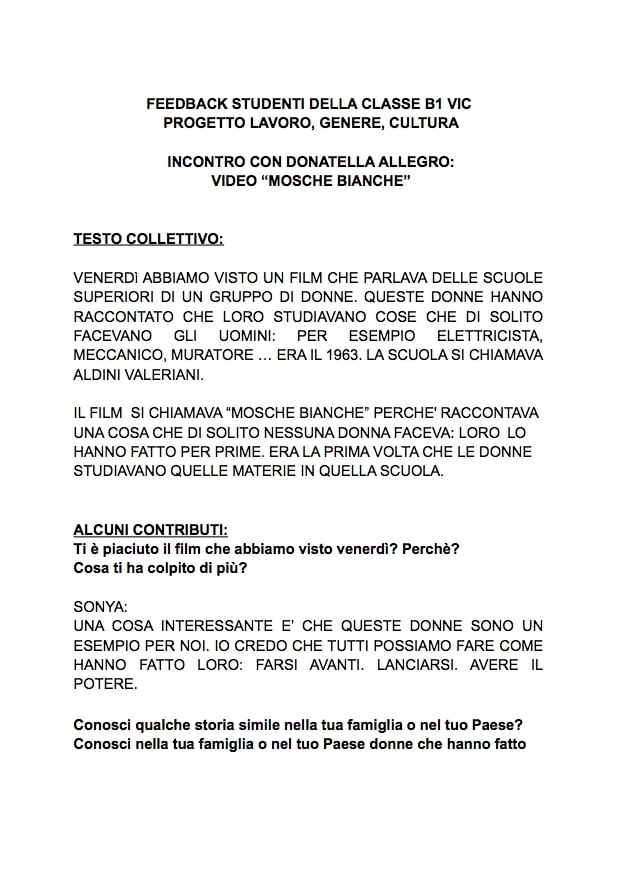 FEEDBACK STUDENTI DELLA CLASSE B1 VIC
PROGETTO LAVORO, GENERE, CULTURA
INCONTRO CON DONATELLA ALLEGRO:
VIDEO “MOSCHE BIANCHE”
TESTO COLLETTIVO:
VENERDì ABBIAMO VISTO UN FILM CHE PARLAVA DELLE SCUOLE
SUPERIORI DI UN GRUPPO DI DONNE. QUESTE DONNE HANNO
RACCONTATO CHE LORO STUDIAVANO COSE CHE DI SOLITO
FACEVANO GLI UOMINI: PER ESEMPIO ELETTRICISTA,
MECCANICO, MURATORE … ERA IL 1963. LA SCUOLA SI CHIAMAVA
ALDINI VALERIANI.
IL FILM SI CHIAMAVA “MOSCHE BIANCHE” PERCHE' RACCONTAVA
UNA COSA CHE DI SOLITO NESSUNA DONNA FACEVA: LORO LO
HANNO FATTO PER PRIME. ERA LA PRIMA VOLTA CHE LE DONNE
STUDIAVANO QUELLE MATERIE IN QUELLA SCUOLA.
ALCUNI CONTRIBUTI:
Ti è piaciuto il film che abbiamo visto venerdì? Perchè?
Cosa ti ha colpito di più?
SONYA:
UNA COSA INTERESSANTE E’ CHE QUESTE DONNE SONO UN
ESEMPIO PER NOI. IO CREDO CHE TUTTI POSSIAMO FARE COME
HANNO FATTO LORO: FARSI AVANTI. LANCIARSI. AVERE IL
POTERE.
Conosci qualche storia simile nella tua famiglia o nel tuo Paese?
Conosci nella tua famiglia o nel tuo Paese donne che hanno fatto